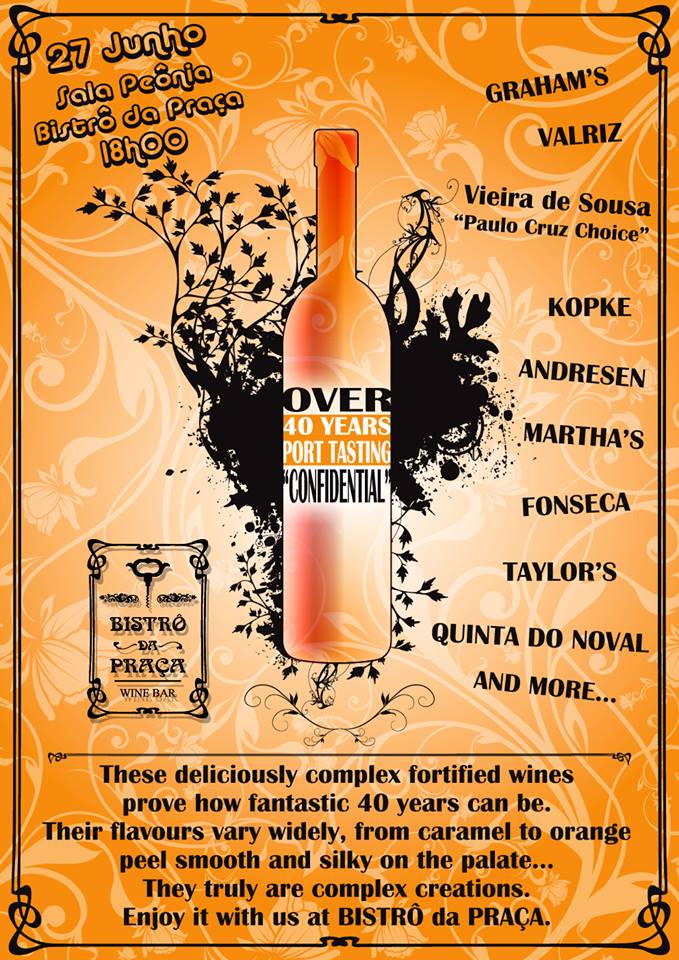 27 Junho
Sala Peônia
Bistrô da Praça
18h00
GRAHAM'S
VALRIZ
Vieira de Sousa
"Paulo Cruz Choice"
KOPKE
ANDRESEN
MARTHA'S
FONSECA
TAYLOR'S
QUINTA DO NOVAL
AND MORE...
OVER
40 YEARS
PORT TASTING
"CONFIDENTIAL"
BISTRÔ
DA
PRAÇA
WINE BAR
These deliciously complex fortified wines
prove how fantastic 40 years can be.
Their flavours vary widely, from caramel to orange
peel smooth and silky on the palate...
They truly are complex creations.
Enjoy it with us at BISTRÔ da PRAÇA.